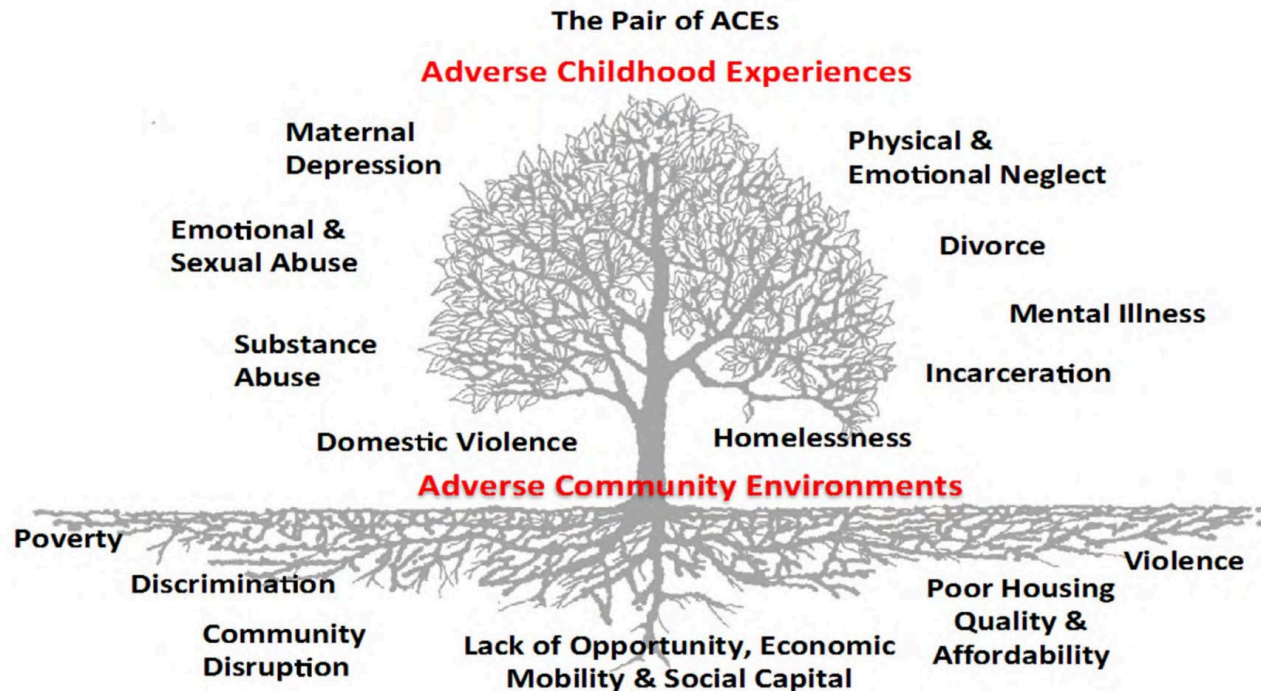 The Pair of ACEs
Adverse Childhood Experiences
Maternal
Depression
Physical &
Emotional Neglect
Emotional &
Sexual Abuse
Divorce
Mental Illness
Substance
Abuse
Incarceration
Domestic Violence
Homelessness
Adverse Community Environments
Poverty
Violence
Discrimination
Poor Housing
Quality &
Affordability
Community
Disruption
Lack of Opportunity, Economic
Mobility & Social Capital